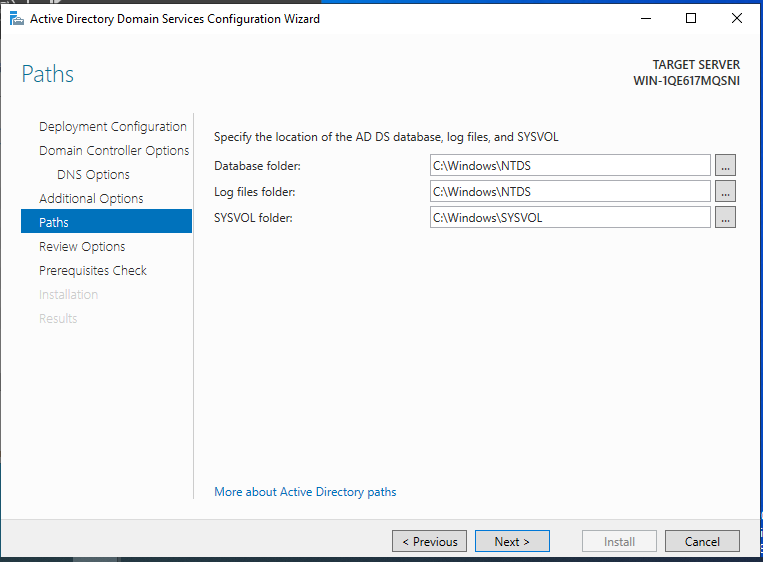 Active Directory Domain Services Configuration Wizard
Paths
TARGET SERVER
WIN-1QE617MQSNI
Deployment Configuration
Domain Controller Options
DNS Options
Additional Options
Paths
Review Options
Prerequisites Check
Installation
Results
Specify the location of the AD DS database, log files, and SYSVOL
Database folder:
C:\Windows\NTDS
...
Log files folder:
C:\Windows\NTDS
...
SYSVOL folder:
C:\Windows\SYSVOL
...
More about Active Directory paths
< Previous
Next >
Install
Cancel